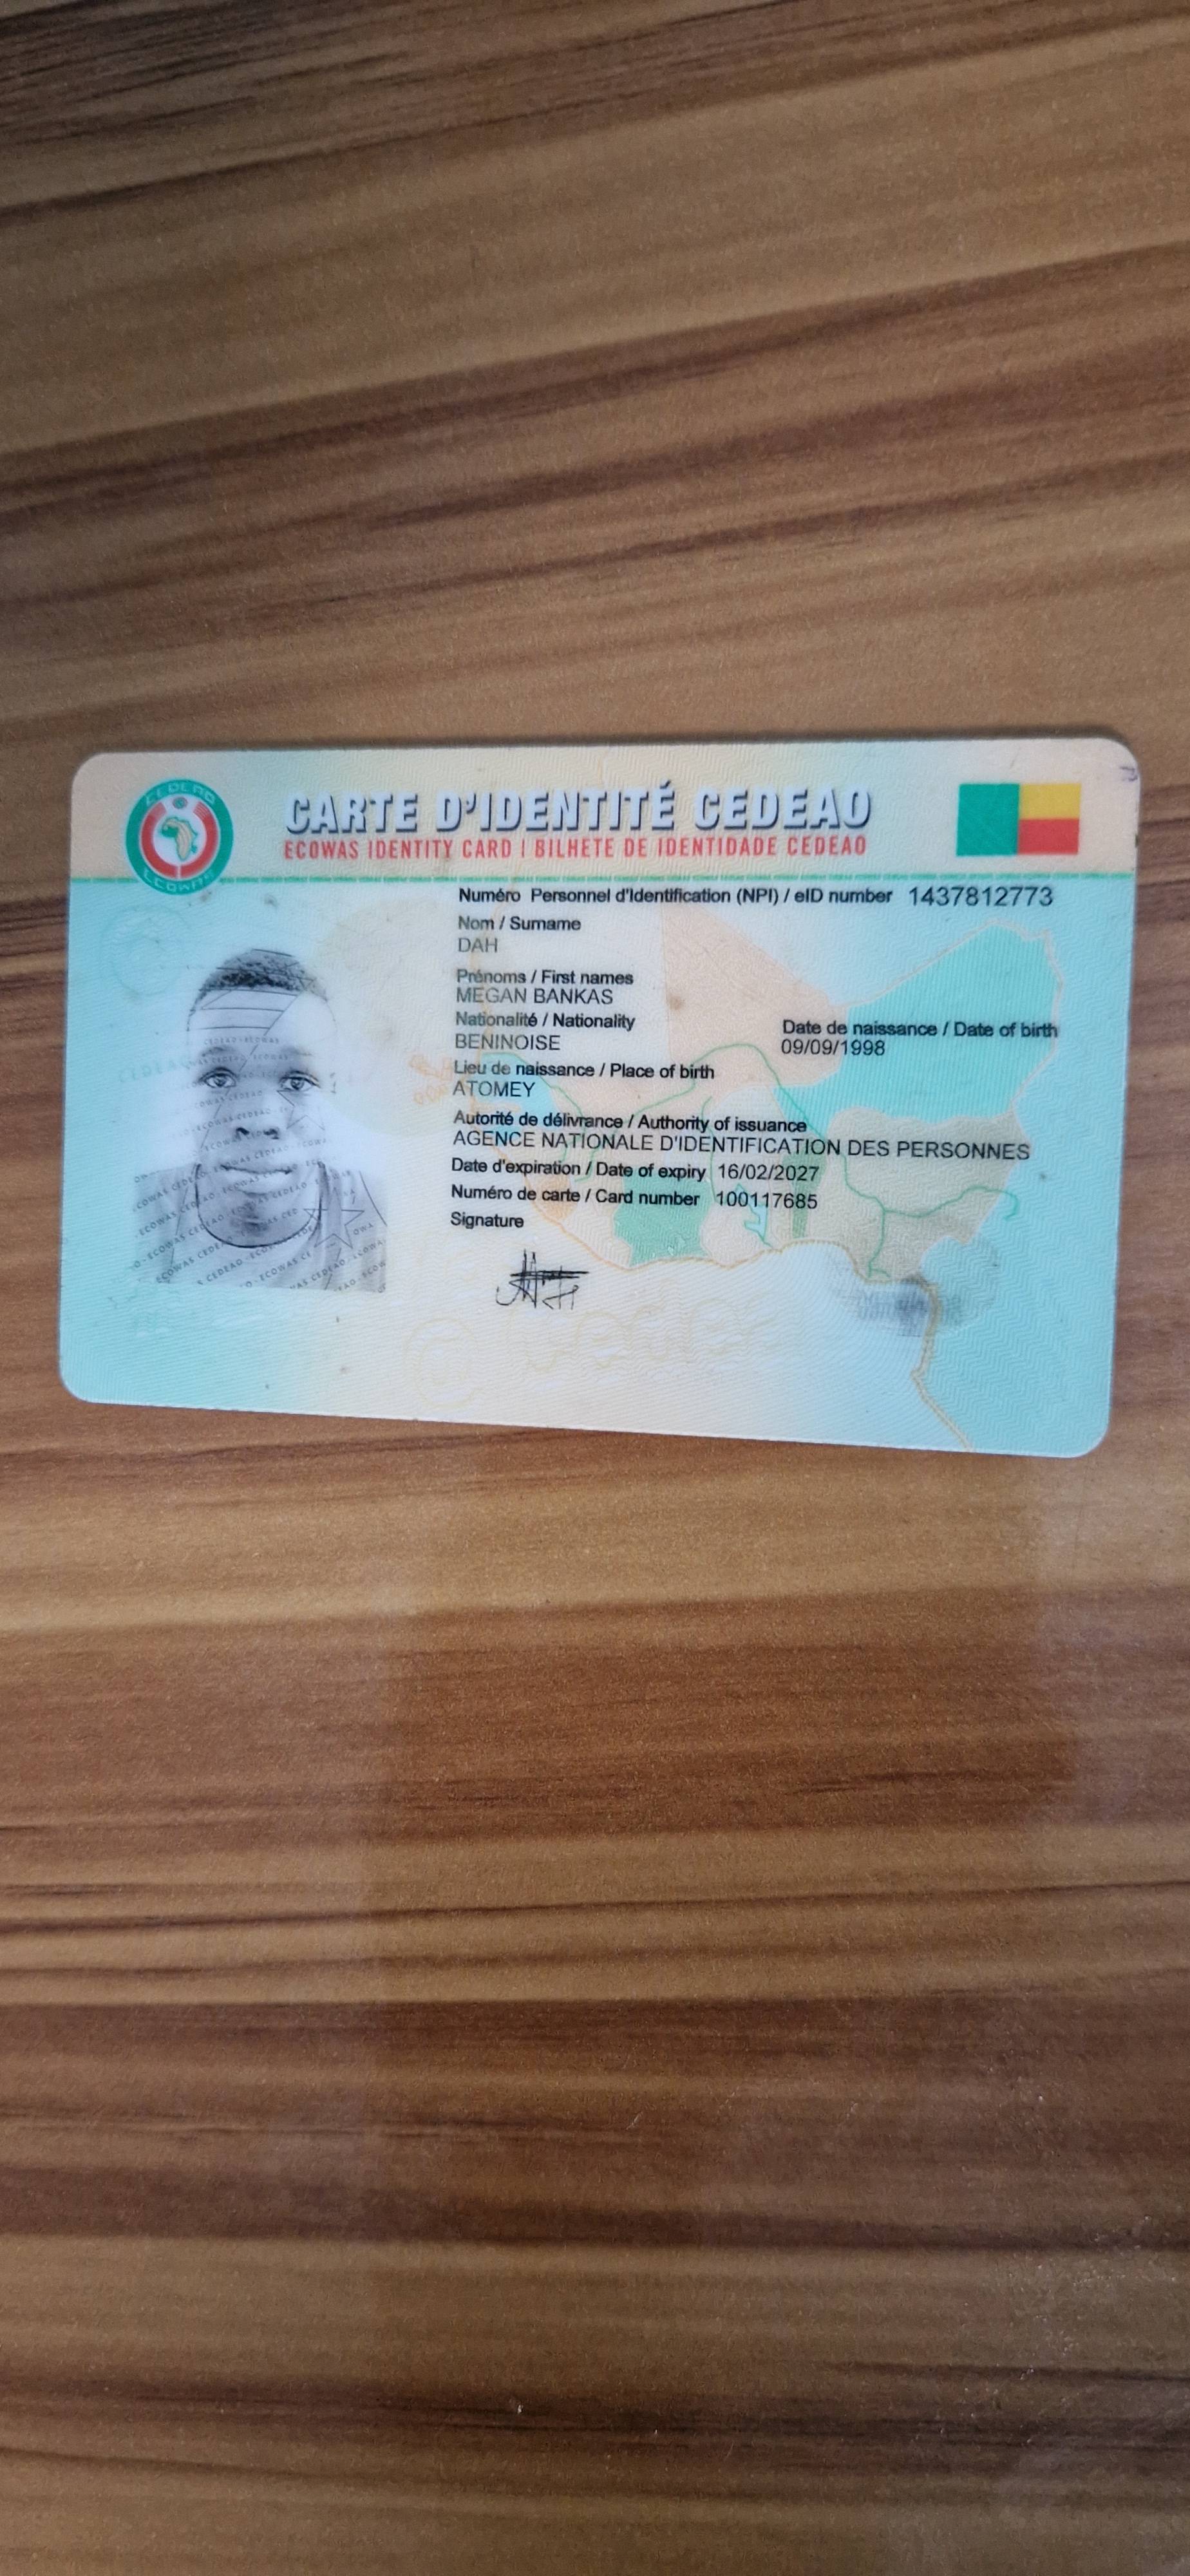 CEDEAO
ECOWAS
CARTE D'IDENTITÉ CEDEAO
ECOWAS IDENTITY CARD | BILHETE DE IDENTIDADE CEDEAO
Numéro Personnel d'Identification (NPI) / eID number 1437812773
Nom / Surname
DAH
Prénoms / First names
MEGAN BANKAS
Nationalité / Nationality
BENINOISE
Date de naissance / Date of birth
09/09/1998
Lieu de naissance / Place of birth
ATOMEY
Autorité de délivrance / Authority of issuance
AGENCE NATIONALE D'IDENTIFICATION DES PERSONNES
Date d'expiration / Date of expiry 16/02/2027
Numéro de carte / Card number 100117685
Signature